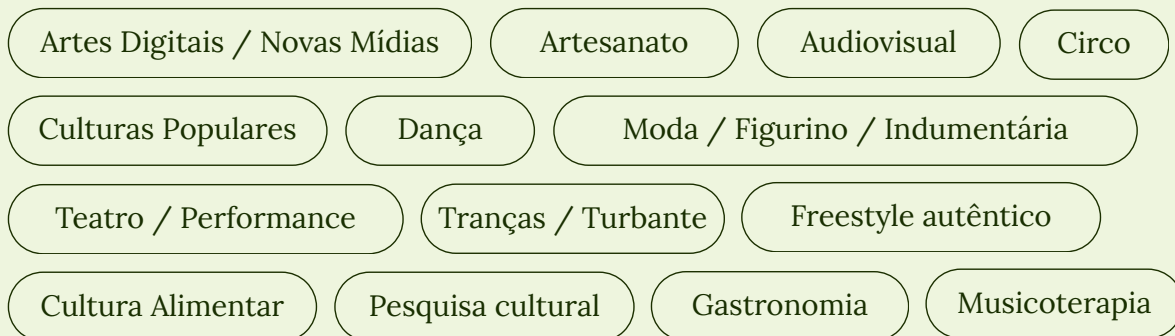 Artes Digitais / Novas Mídias Artesanato Audiovisual Circo
Culturas Populares Dança Moda / Figurino / Indumentária
Teatro / Performance Tranças / Turbante Freestyle autêntico
Cultura Alimentar Pesquisa cultural Gastronomia Musicoterapia